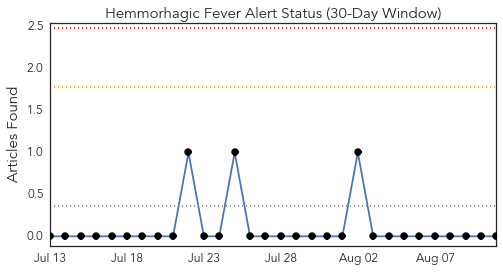 Hemmorhagic Fever Alert Status (30-Day Window)
Articles Found
2.5
2.0
1.5
1.0
0.5
0.0
Jul 13 Jul 18 Jul 23 Jul 28 Aug 02 Aug 07